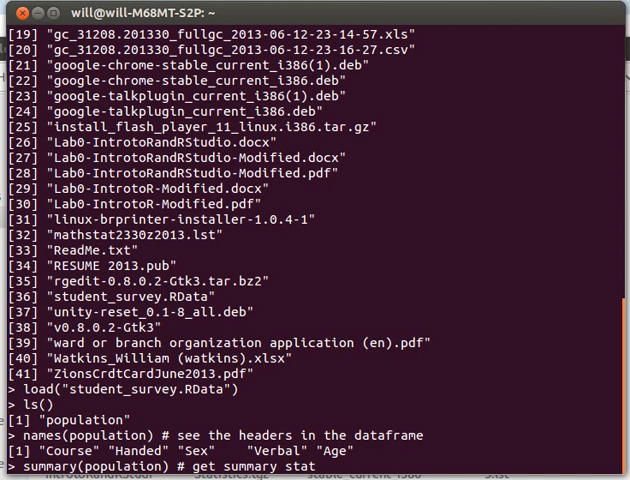 will@will-M68MT-S2P: ~
[19] "gc_31208.201330_fullgc_2013-06-12-23-14-57.xls"
[20] "gc_31208.201330_fullgc_2013-06-12-23-16-27.csv"
[21] "google-chrome-stable_current_i386(1).deb"
[22] "google-chrome-stable_current_i386.deb"
[23] "google-talkplugin_current_i386(1).deb"
[24] "google-talkplugin_current_i386.deb"
[25] "install_flash_player_11_linux.i386.tar.gz"
[26] "Lab0-IntrotoRandRStudio.docx"
[27] "Lab0-IntrotoRandRStudio-Modified.docx"
[28] "Lab0-IntrotoRandRStudio-Modified.pdf"
[29] "Lab0-IntrotoR-Modified.docx"
[30] "Lab0-IntrotoR-Modified.pdf"
[31] "linux-brprinter-installer-1.0.4-1"
[32] "mathstat2330z2013.lst"
[33] "ReadMe.txt"
[34] "RESUME 2013.pub"
[35] "rgedit-0.8.0.2-Gtk3.tar.bz2"
[36] "student_survey.RData"
[37] "unity-reset_0.1-8_all.deb"
[38] "v0.8.0.2-Gtk3"
[39] "ward or branch organization application (en).pdf"
[40] "Watkins_William (watkins).xlsx"
[41] "ZionsCrdtCardJune2013.pdf"
> load("student_survey.RData")
> ls()
[1] "population"
> names(population) # see the headers in the dataframe
[1] "Course" "Handed" "Sex"    "Verbal" "Age"
> summary(population) # get summary stat